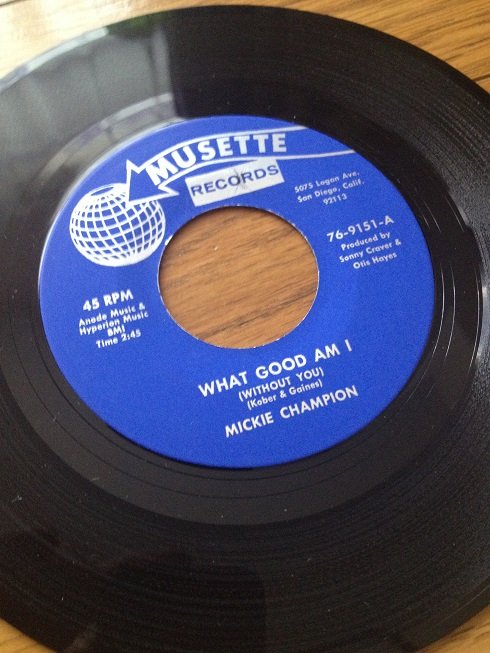 MUSETTE
RECORDS
5075 Logan Ave.
San Diego, Calif.
92113
76-9151-A
Produced by
Sonny Craver &
Otis Hayes
45 RPM
Anode Music &
Hyperion Music
BMI
Time 2:45
WHAT GOOD AM I
(WITHOUT YOU)
(Kober & Gaines)
MICKIE CHAMPION